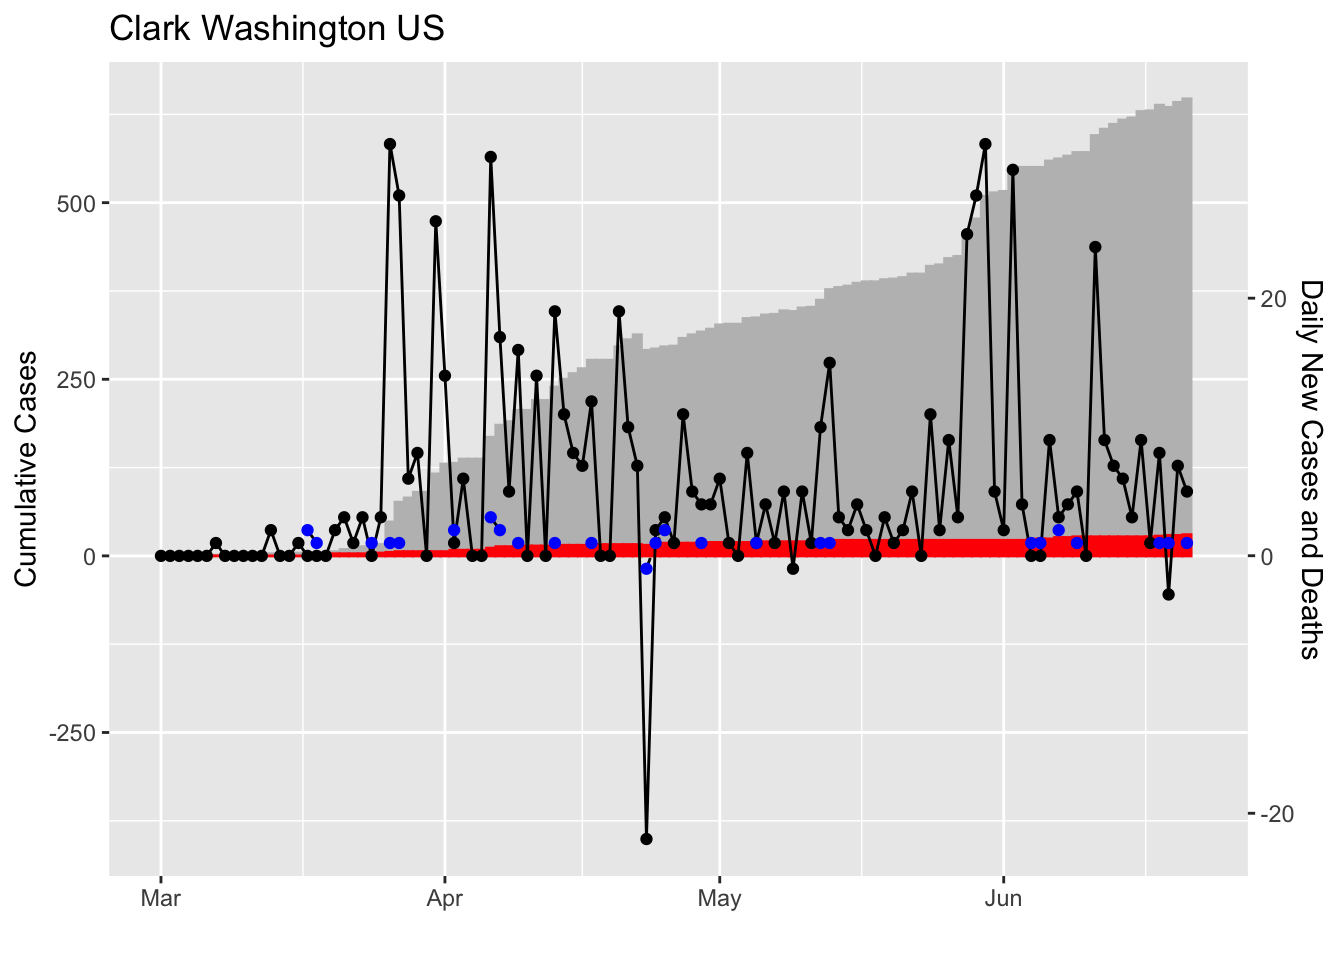 Clark Washington US
Cumulative Cases
500
250
0
-250
20
0
-20
Daily New Cases and Deaths
Mar
Apr
May
Jun